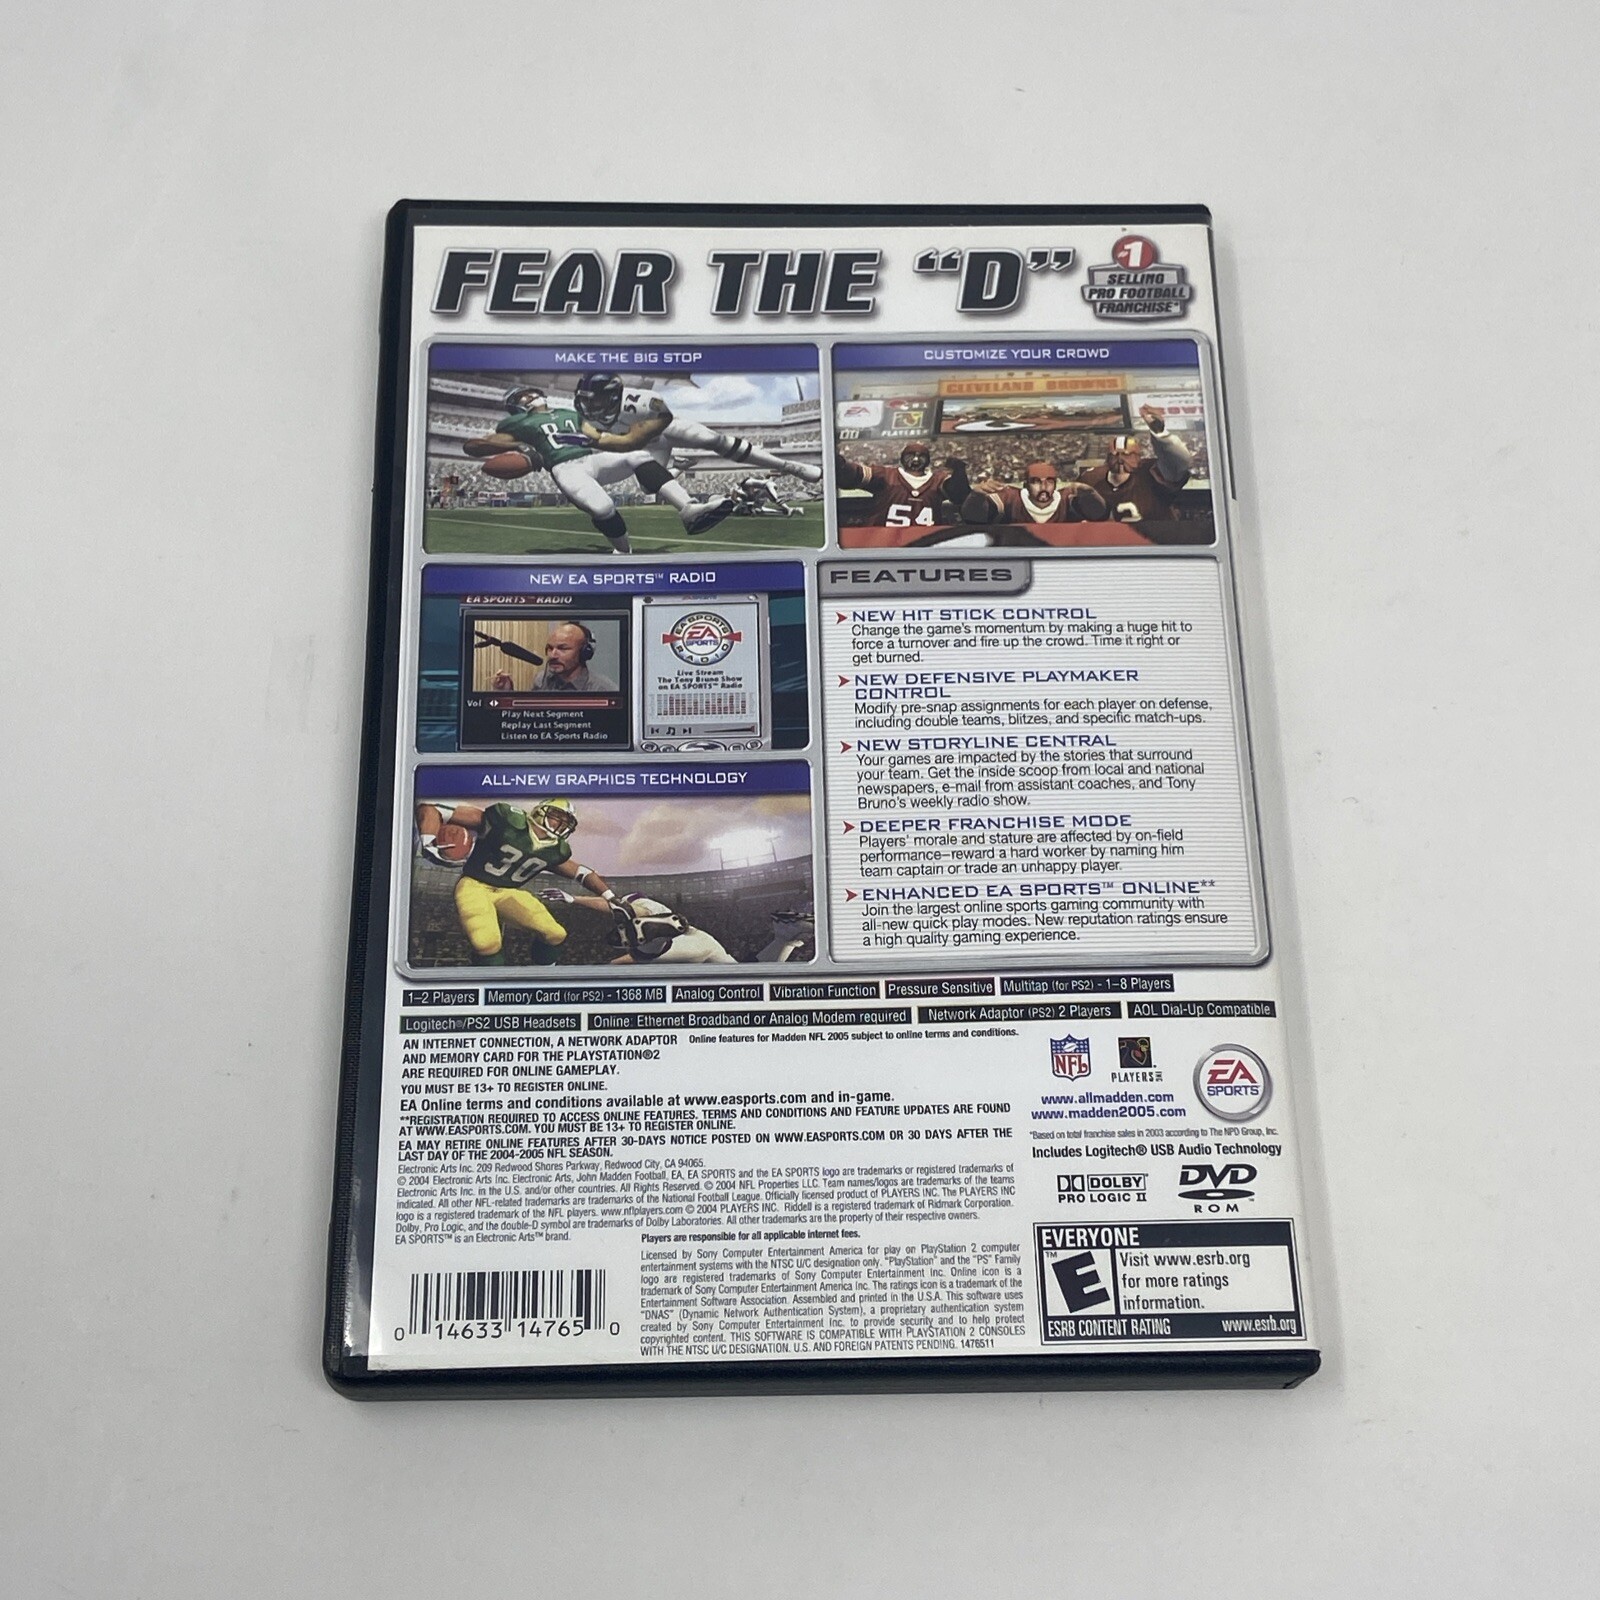 FEAR THE “D”
#1
SELLING
PRO FOOTBALL
FRANCHISE*
MAKE THE BIG STOP
81
52
CUSTOMIZE YOUR CROWD
CLEVELAND BROWNS
EA
PLAYERS
54
NEW EA SPORTS™ RADIO
EA SPORTS™ RADIO
EA SPORTS
RADIO
Live Stream
The Tony Bruno Show
on EA SPORTS™ Radio
Vol
Play Next Segment
Replay Last Segment
Listen to EA Sports Radio
ALL-NEW GRAPHICS TECHNOLOGY
30
FEATURES
NEW HIT STICK CONTROL
Change the game's momentum by making a huge hit to
force a turnover and fire up the crowd. Time it right or
get burned.
NEW DEFENSIVE PLAYMAKER
CONTROL
Modify pre-snap assignments for each player on defense,
including double teams, blitzes, and specific match-ups.
NEW STORYLINE CENTRAL
Your games are impacted by the stories that surround
your team. Get the inside scoop from local and national
newspapers, e-mail from assistant coaches, and Tony
Bruno's weekly radio show.
DEEPER FRANCHISE MODE
Players' morale and stature are affected by on-field
performance—reward a hard worker by naming him
team captain or trade an unhappy player.
ENHANCED EA SPORTS™ ONLINE**
Join the largest online sports gaming community with
all-new quick play modes. New reputation ratings ensure
a high quality gaming experience.
1–2 Players Memory Card (for PS2) - 1368 MB Analog Control Vibration Function Pressure Sensitive Multitap (for PS2) - 1–8 Players
Logitech®/PS2 USB Headsets Online: Ethernet Broadband or Analog Modem required Network Adaptor (PS2) 2 Players AOL Dial-Up Compatible
AN INTERNET CONNECTION, A NETWORK ADAPTOR
AND MEMORY CARD FOR THE PLAYSTATION®2
ARE REQUIRED FOR ONLINE GAMEPLAY.
Online features for Madden NFL 2005 subject to online terms and conditions.
YOU MUST BE 13+ TO REGISTER ONLINE.
EA Online terms and conditions available at www.easports.com and in-game.
**REGISTRATION REQUIRED TO ACCESS ONLINE FEATURES. TERMS AND CONDITIONS AND FEATURE UPDATES ARE FOUND
AT WWW.EASPORTS.COM. YOU MUST BE 13+ TO REGISTER ONLINE.
EA MAY RETIRE ONLINE FEATURES AFTER 30-DAYS NOTICE POSTED ON WWW.EASPORTS.COM OR 30 DAYS AFTER THE
LAST DAY OF THE 2004-2005 NFL SEASON.
Electronic Arts Inc. 209 Redwood Shores Parkway, Redwood City, CA 94065.
© 2004 Electronic Arts Inc. Electronic Arts, John Madden Football, EA, EA SPORTS and the EA SPORTS logo are trademarks or registered trademarks of
Electronic Arts Inc. in the U.S. and/or other countries. All Rights Reserved. © 2004 NFL Properties LLC. Team names/logos are trademarks of the teams
indicated. All other NFL-related trademarks are trademarks of the National Football League. Officially licensed product of PLAYERS INC. The PLAYERS INC
logo is a registered trademark of the NFL players. www.nflplayers.com © 2004 PLAYERS INC. Riddell is a registered trademark of Ridmark Corporation.
Dolby, Pro Logic, and the double-D symbol are trademarks of Dolby Laboratories. All other trademarks are the property of their respective owners.
EA SPORTS™ is an Electronic Arts™ brand.
NFL
PLAYERS INC
EA
SPORTS
www.allmadden.com
www.madden2005.com
*Based on total franchise sales in 2003 according to The NPD Group, Inc.
Includes Logitech® USB Audio Technology
DOLBY
PRO LOGIC II
DVD
ROM
Players are responsible for all applicable internet fees.
Licensed by Sony Computer Entertainment America for play on PlayStation 2 computer
entertainment systems with the NTSC U/C designation only. "PlayStation" and the "PS" Family
logo are registered trademarks of Sony Computer Entertainment Inc. Online icon is a
trademark of Sony Computer Entertainment America Inc. The ratings icon is a trademark of the
Entertainment Software Association. Assembled and printed in the U.S.A. This software uses
"DNAS" (Dynamic Network Authentication System), a proprietary authentication system
created by Sony Computer Entertainment Inc. to provide security and to help protect
copyrighted content. THIS SOFTWARE IS COMPATIBLE WITH PLAYSTATION 2 CONSOLES
WITH THE NTSC U/C DESIGNATION. U.S. AND FOREIGN PATENTS PENDING. 1476511
0 14633 14765 0
EVERYONE
E
™
Visit www.esrb.org
for more ratings
information.
ESRB CONTENT RATING www.esrb.org